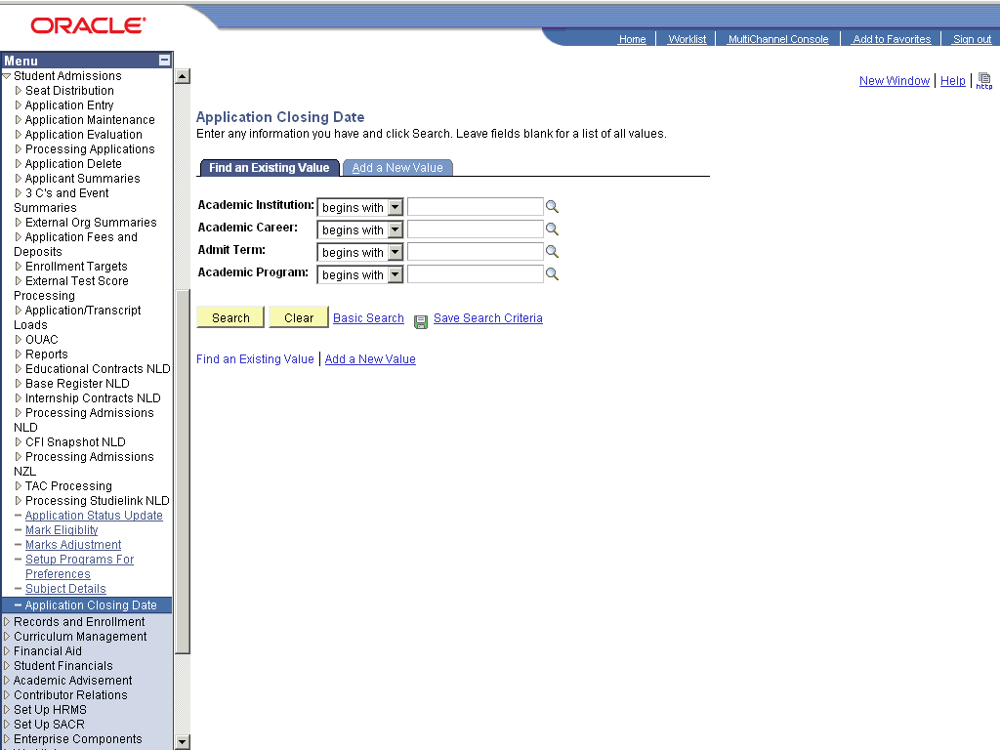 ORACLE
Home
Worklist
MultiChannel Console
Add to Favorites
Sign out
Menu
Student Admissions
Seat Distribution
Application Entry
Application Maintenance
Application Evaluation
Processing Applications
Application Delete
Applicant Summaries
3 C's and Event
Summaries
External Org Summaries
Application Fees and
Deposits
Enrollment Targets
External Test Score
Processing
Application/Transcript
Loads
OUAC
Reports
Educational Contracts NLD
Base Register NLD
Internship Contracts NLD
Processing Admissions
NLD
CFI Snapshot NLD
Processing Admissions
NZL
TAC Processing
Processing Studielink NLD
Application Status Update
Mark Eligiblity
Marks Adjustment
Setup Programs For
Preferences
Subject Details
Application Closing Date
Records and Enrollment
Curriculum Management
Financial Aid
Student Financials
Academic Advisement
Contributor Relations
Set Up HRMS
Set Up SACR
Enterprise Components
New Window | Help |
http
Application Closing Date
Enter any information you have and click Search. Leave fields blank for a list of all values.
Find an Existing Value
Add a New Value
Academic Institution: begins with
Academic Career: begins with
Admit Term: begins with
Academic Program: begins with
Search
Clear
Basic Search
Save Search Criteria
Find an Existing Value | Add a New Value